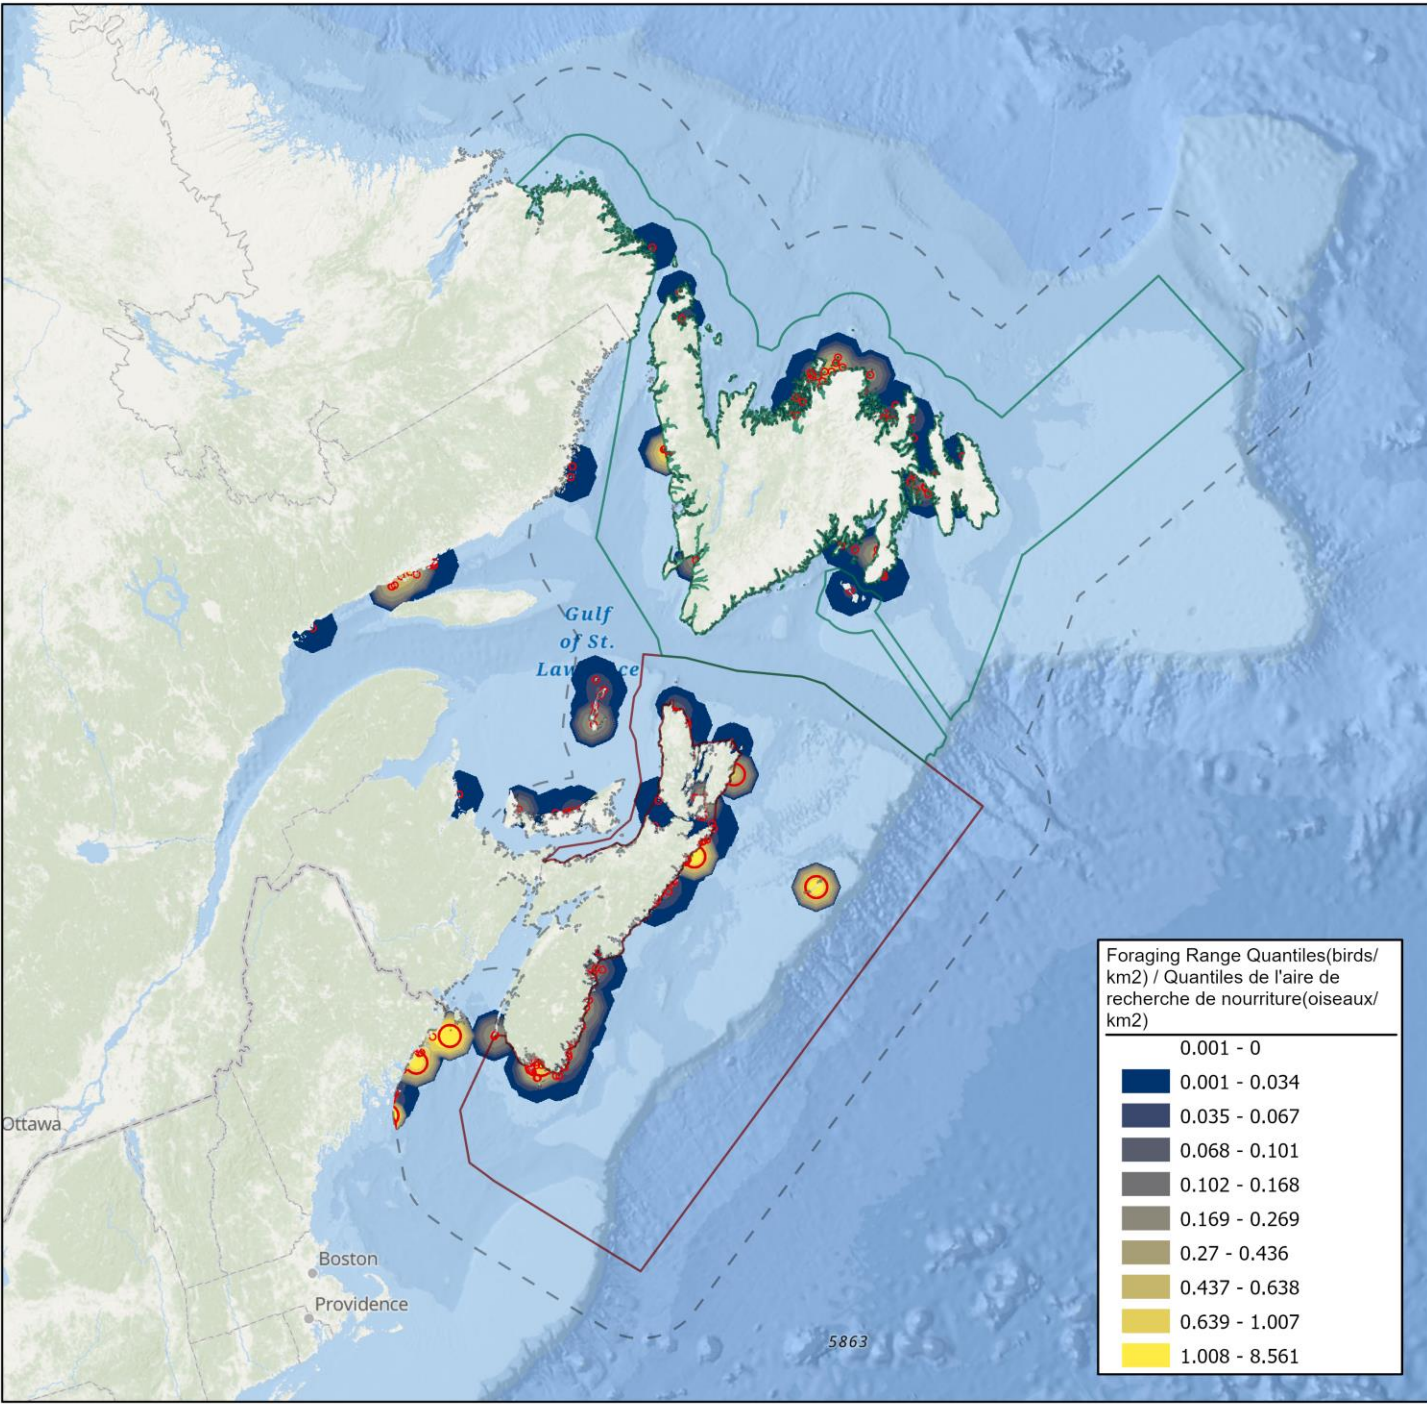 Gulf
of St.
Law ce
Ottawa
Boston
Providence
5863
Foraging Range Quantiles(birds/
km2) / Quantiles de l'aire de
recherche de nourriture(oiseaux/
km2)
0.001 - 0
0.001 - 0.034
0.035 - 0.067
0.068 - 0.101
0.102 - 0.168
0.169 - 0.269
0.27 - 0.436
0.437 - 0.638
0.639 - 1.007
1.008 - 8.561